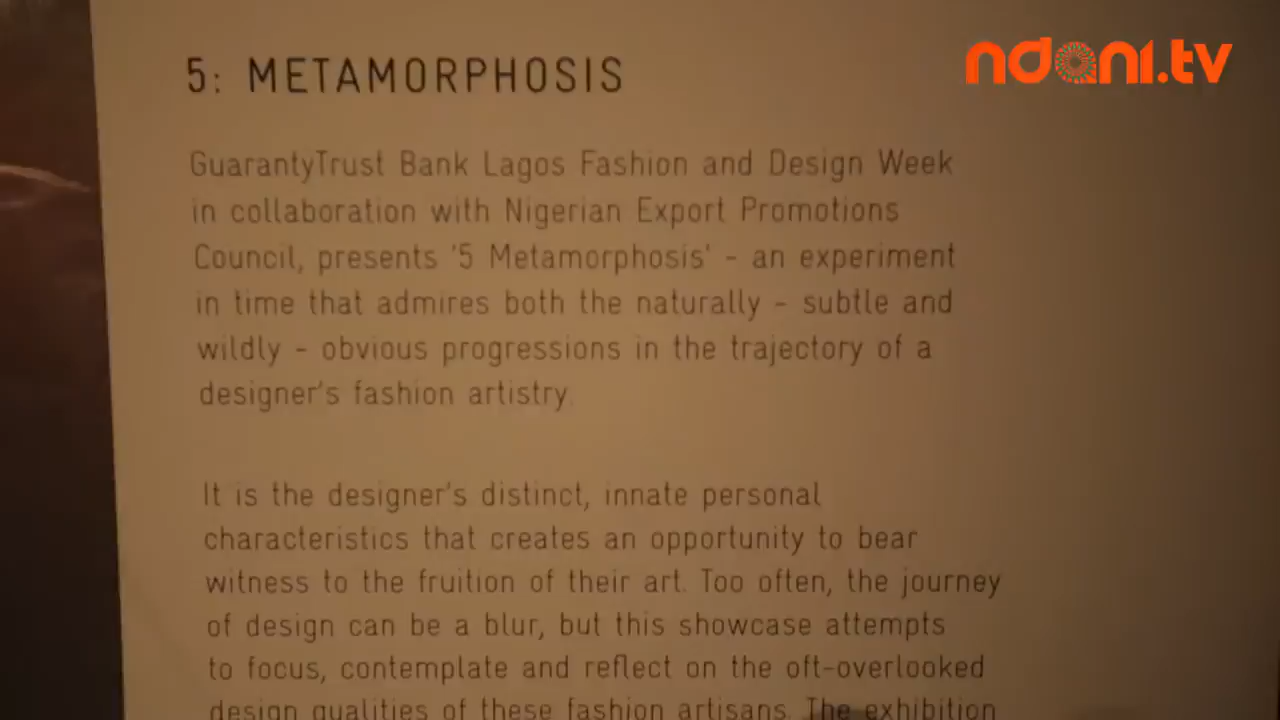 ndani.tv
5: METAMORPHOSIS
GuarantyTrust Bank Lagos Fashion and Design Week
in collaboration with Nigerian Export Promotions
Council, presents '5 Metamorphosis' - an experiment
in time that admires both the naturally - subtle and
wildly - obvious progressions in the trajectory of a
designer's fashion artistry.
It is the designer's distinct, innate personal
characteristics that creates an opportunity to bear
witness to the fruition of their art. Too often, the journey
of design can be a blur, but this showcase attempts
to focus, contemplate and reflect on the oft-overlooked
design qualities of these fashion artisans. The exhibition